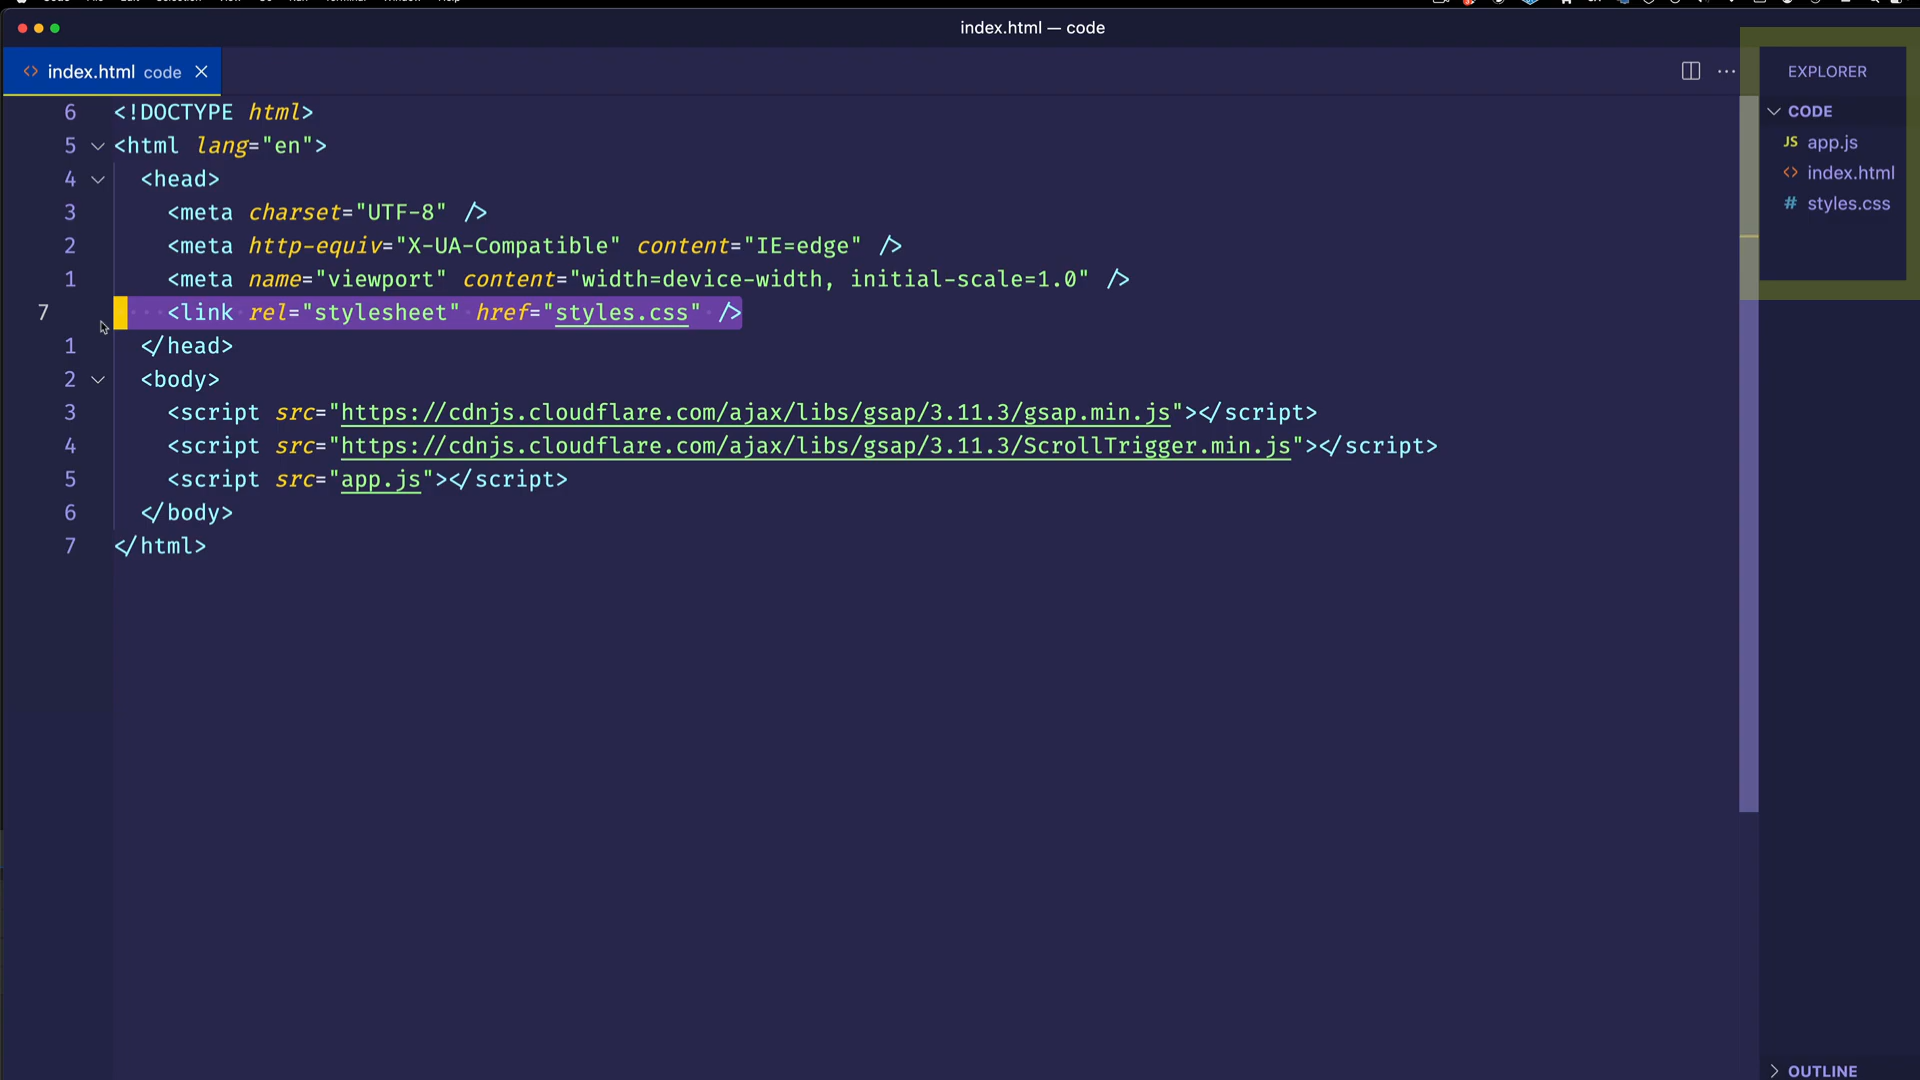 index.html — code
index.html code
EXPLORER
CODE
JS app.js
<> index.html
# styles.css
6 <!DOCTYPE html>
5 <html lang="en">
4 <head>
3 <meta charset="UTF-8" />
2 <meta http-equiv="X-UA-Compatible" content="IE=edge" />
1 <meta name="viewport" content="width=device-width, initial-scale=1.0" />
7 <link rel="stylesheet" href="styles.css" />
1 </head>
2 <body>
3 <script src="https://cdnjs.cloudflare.com/ajax/libs/gsap/3.11.3/gsap.min.js"></script>
4 <script src="https://cdnjs.cloudflare.com/ajax/libs/gsap/3.11.3/ScrollTrigger.min.js"></script>
5 <script src="app.js"></script>
6 </body>
7 </html>
OUTLINE